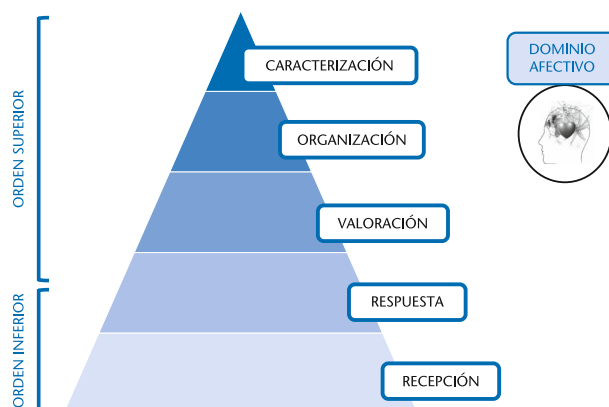 DOMINIO
AFECTIVO
ORDEN SUPERIOR
CARACTERIZACIÓN
ORGANIZACIÓN
VALORACIÓN
ORDEN INFERIOR
RESPUESTA
RECEPCIÓN